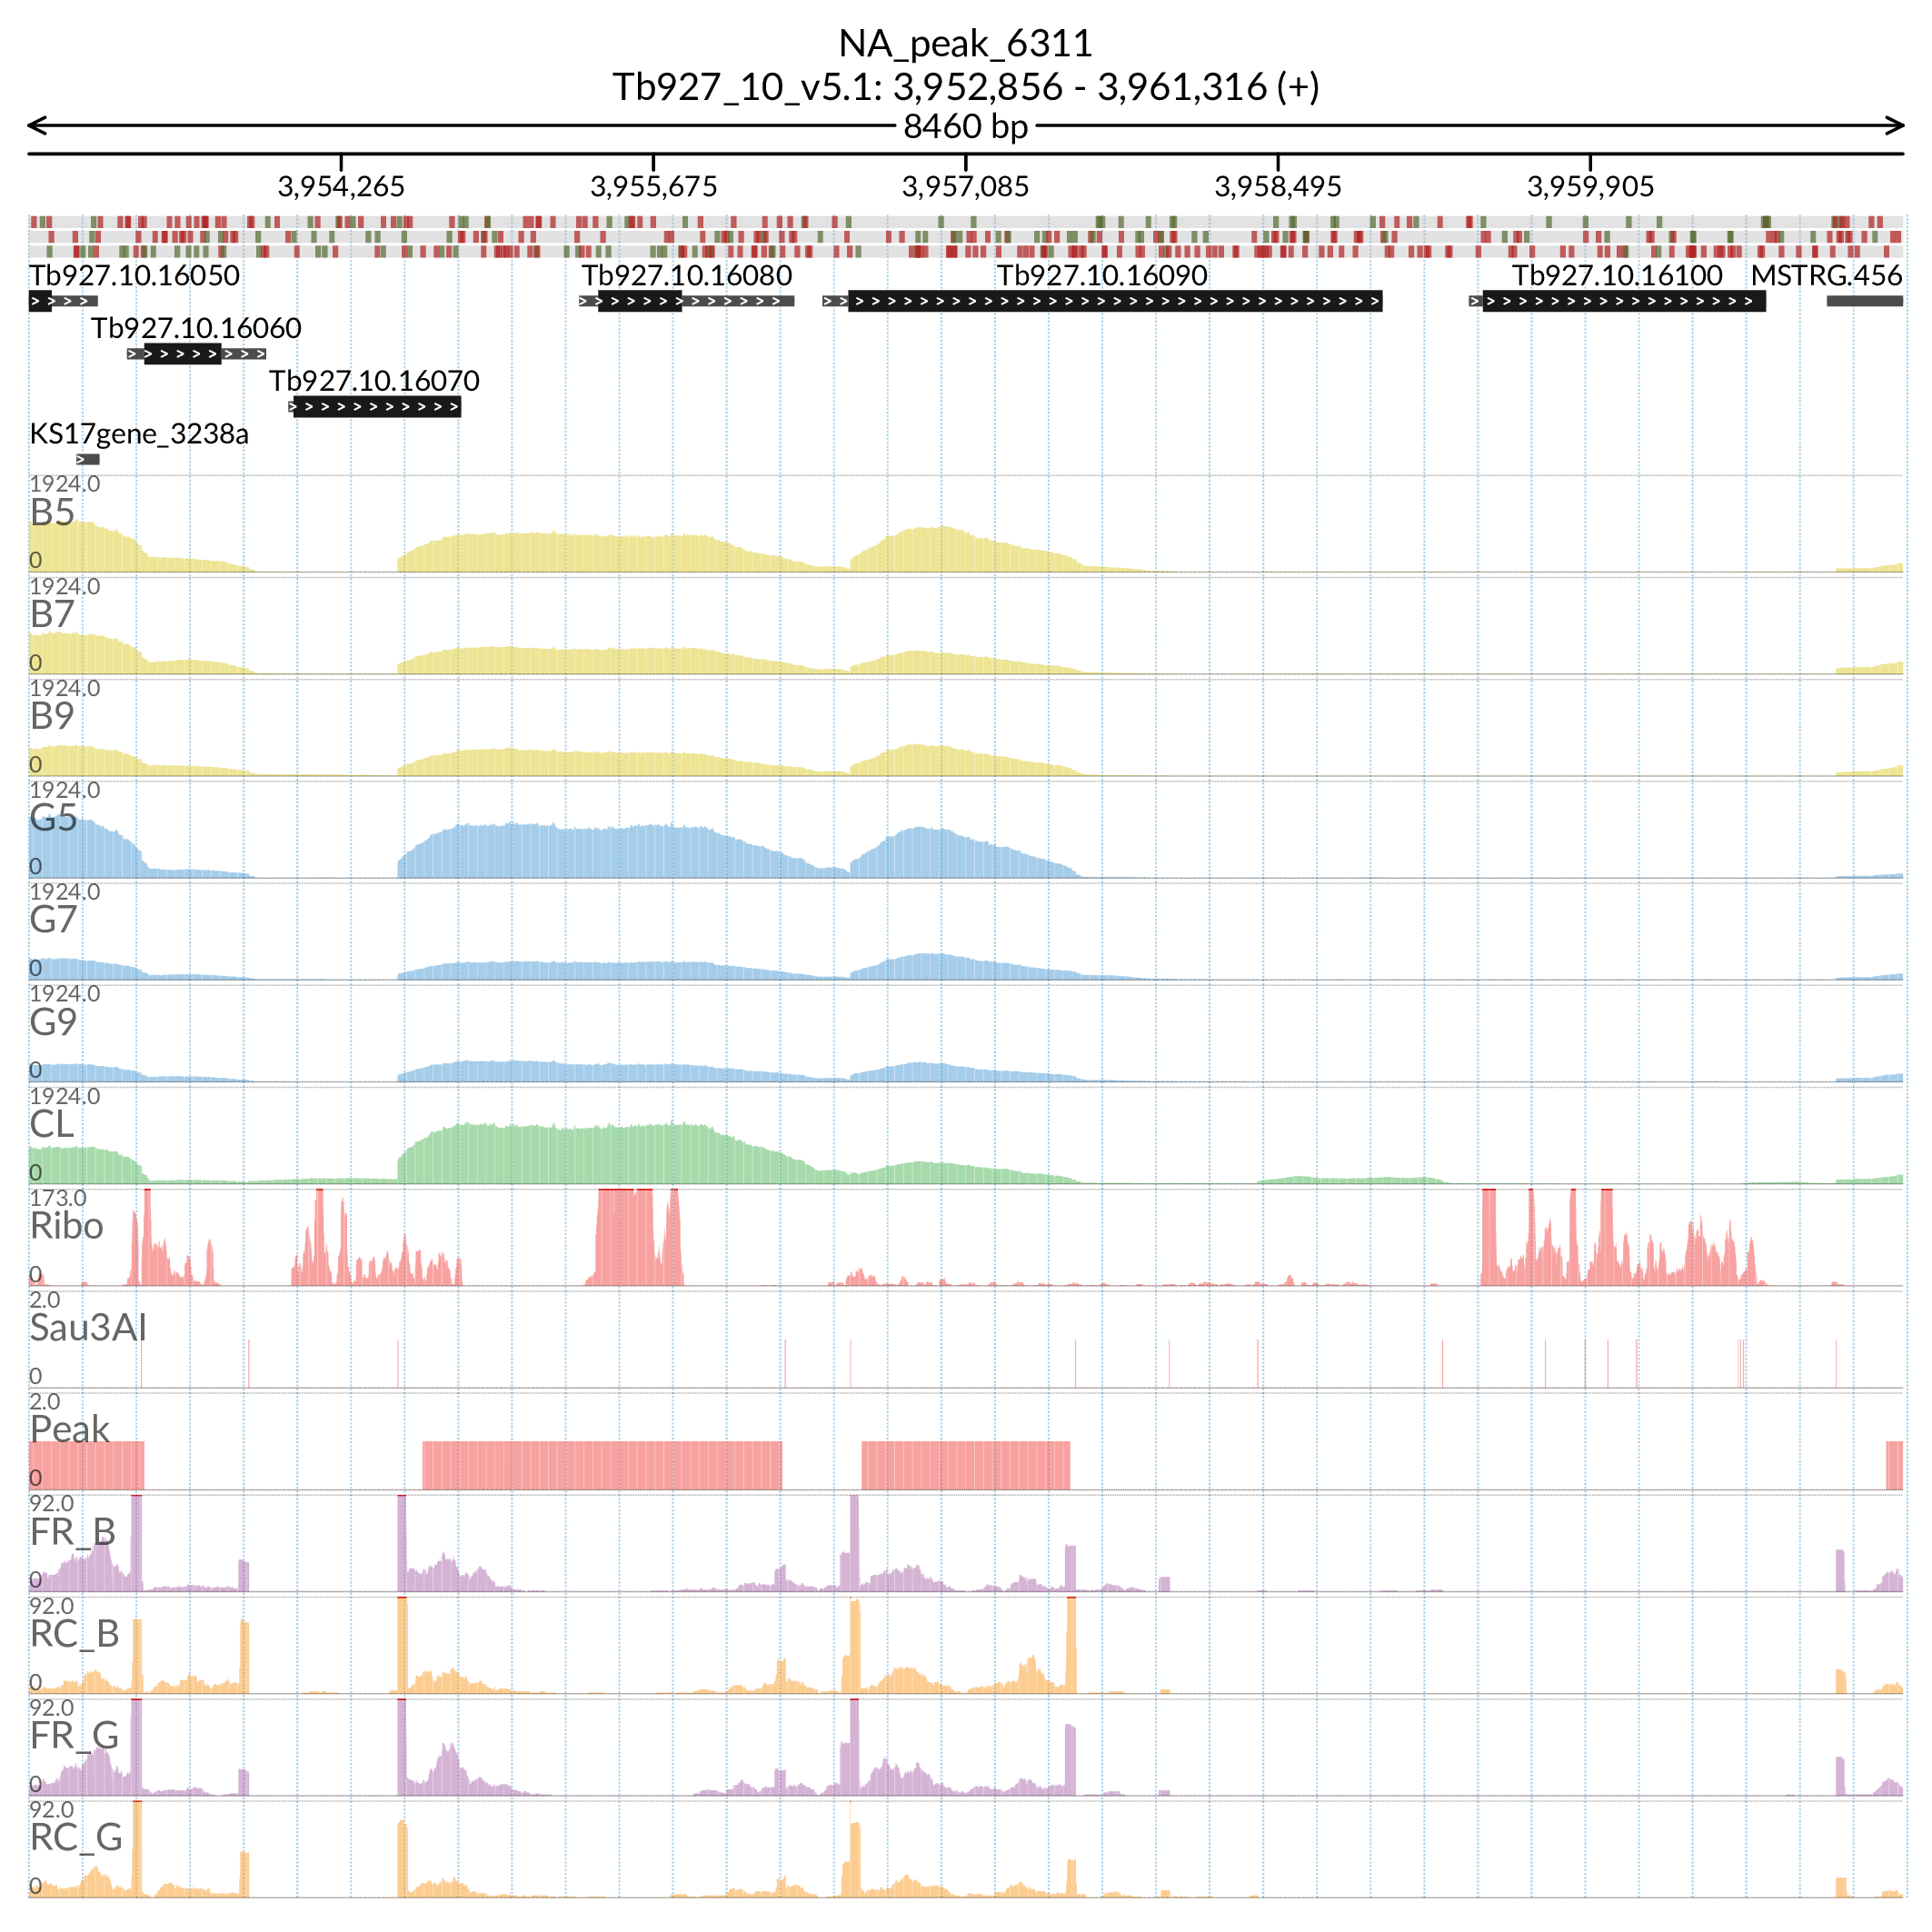 NA_peak_6311
Tb927_10_v5.1: 3,952,856 - 3,961,316 (+)
8460 bp
3,954,265 3,955,675 3,957,085 3,958,495 3,959,905
Tb927.10.16050 Tb927.10.16080 Tb927.10.16090 Tb927.10.16100 MSTRG.456
Tb927.10.16060
Tb927.10.16070
KS17gene_3238a
1924.0
B5
0
1924.0
B7
0
1924.0
B9
0
1924.0
G5
0
1924.0
G7
0
1924.0
G9
0
1924.0
CL
0
173.0
Ribo
0
2.0
Sau3AI
0
2.0
Peak
0
92.0
FR_B
0
92.0
RC_B
0
92.0
FR_G
0
92.0
RC_G
0